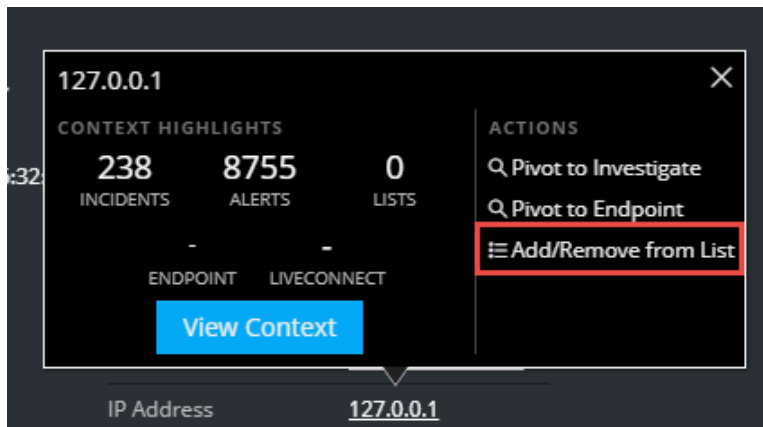 127.0.0.1
CONTEXT HIGHLIGHTS
238 8755 0
INCIDENTS ALERTS LISTS
- -
ENDPOINT LIVECONNECT
View Context
ACTIONS
Pivot to Investigate
Pivot to Endpoint
Add/Remove from List
:32:
IP Address 127.0.0.1